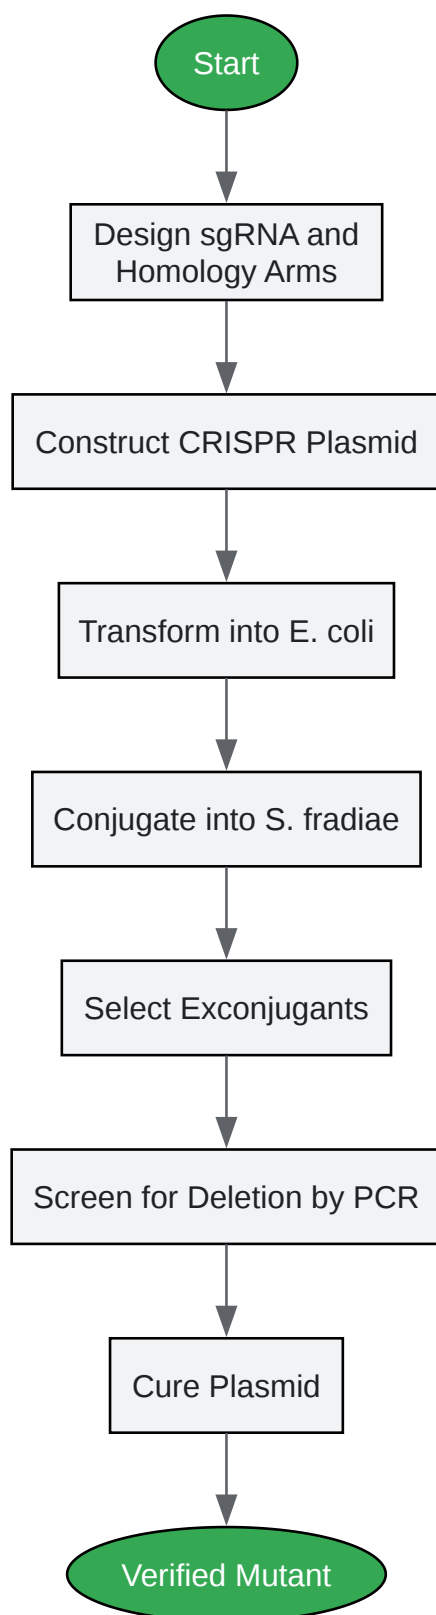 Start
Design sgRNA and
Homology Arms
Construct CRISPR Plasmid
Transform into E. coli
Conjugate into S. fradiae
Select Exconjugants
Screen for Deletion by PCR
Cure Plasmid
Verified Mutant